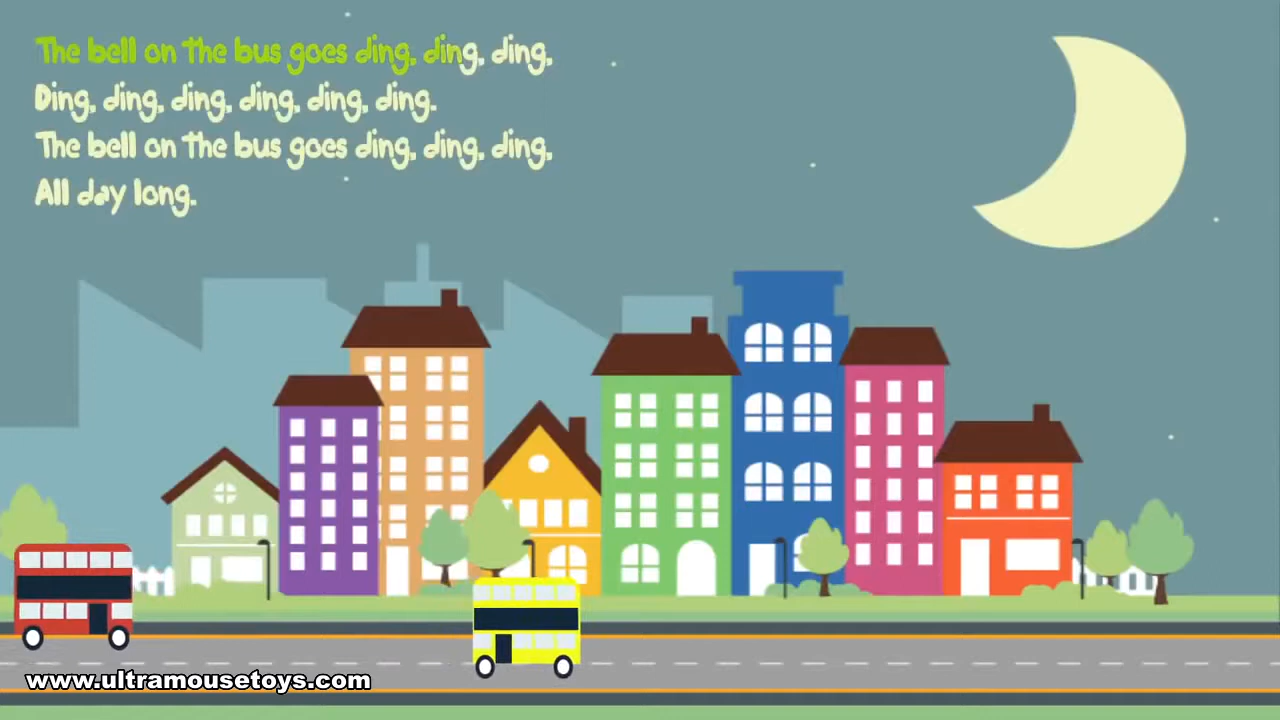 The bell on the bus goes ding, ding, ding,
Ding, ding, ding, ding, ding, ding.
The bell on the bus goes ding, ding, ding,
All day long.
www.ultramousetoys.com